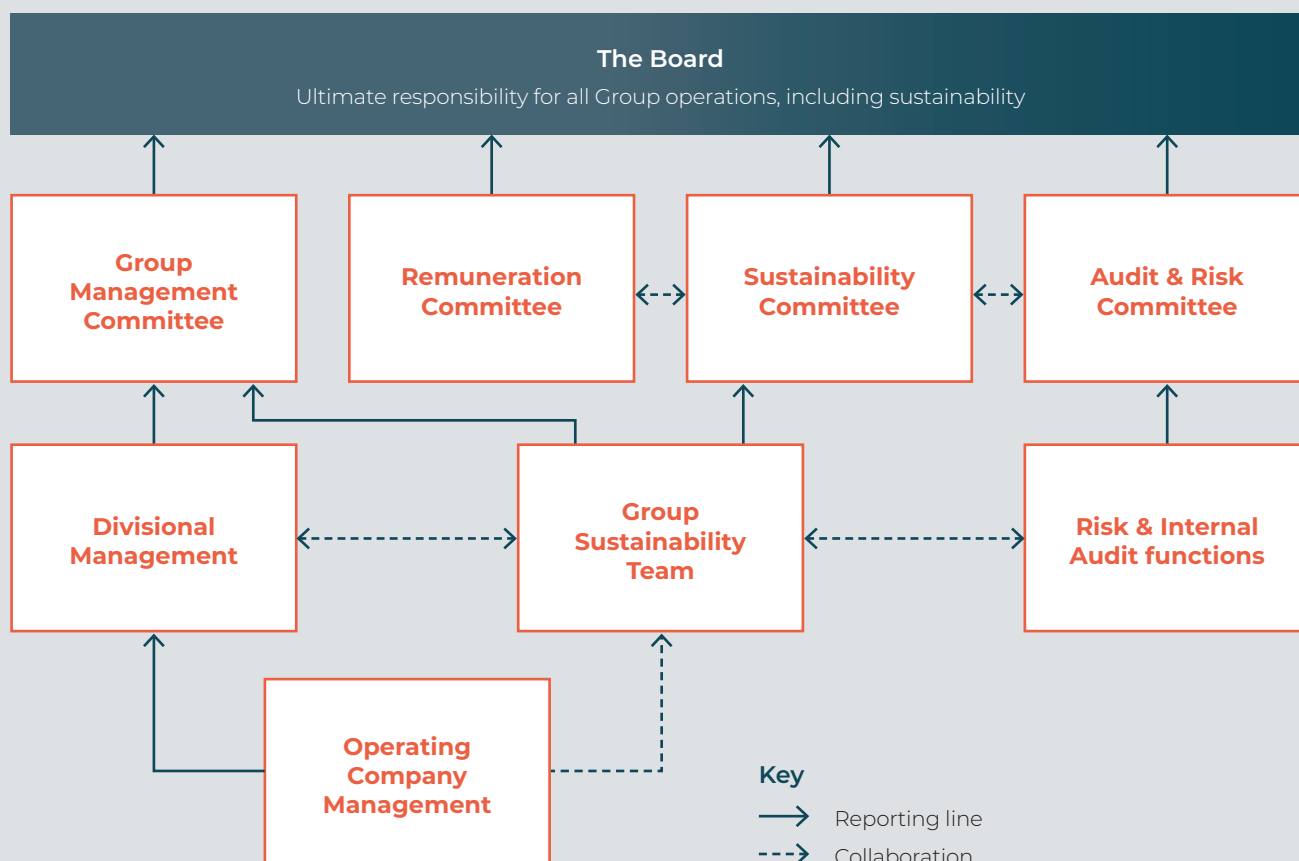 The Board
Ultimate responsibility for all Group operations, including sustainability
Group
Management
Committee
Remuneration
Committee
Sustainability
Committee
Audit & Risk
Committee
Divisional
Management
Group
Sustainability
Team
Risk & Internal
Audit functions
Operating
Company
Management
Key
Reporting line
Collaboration